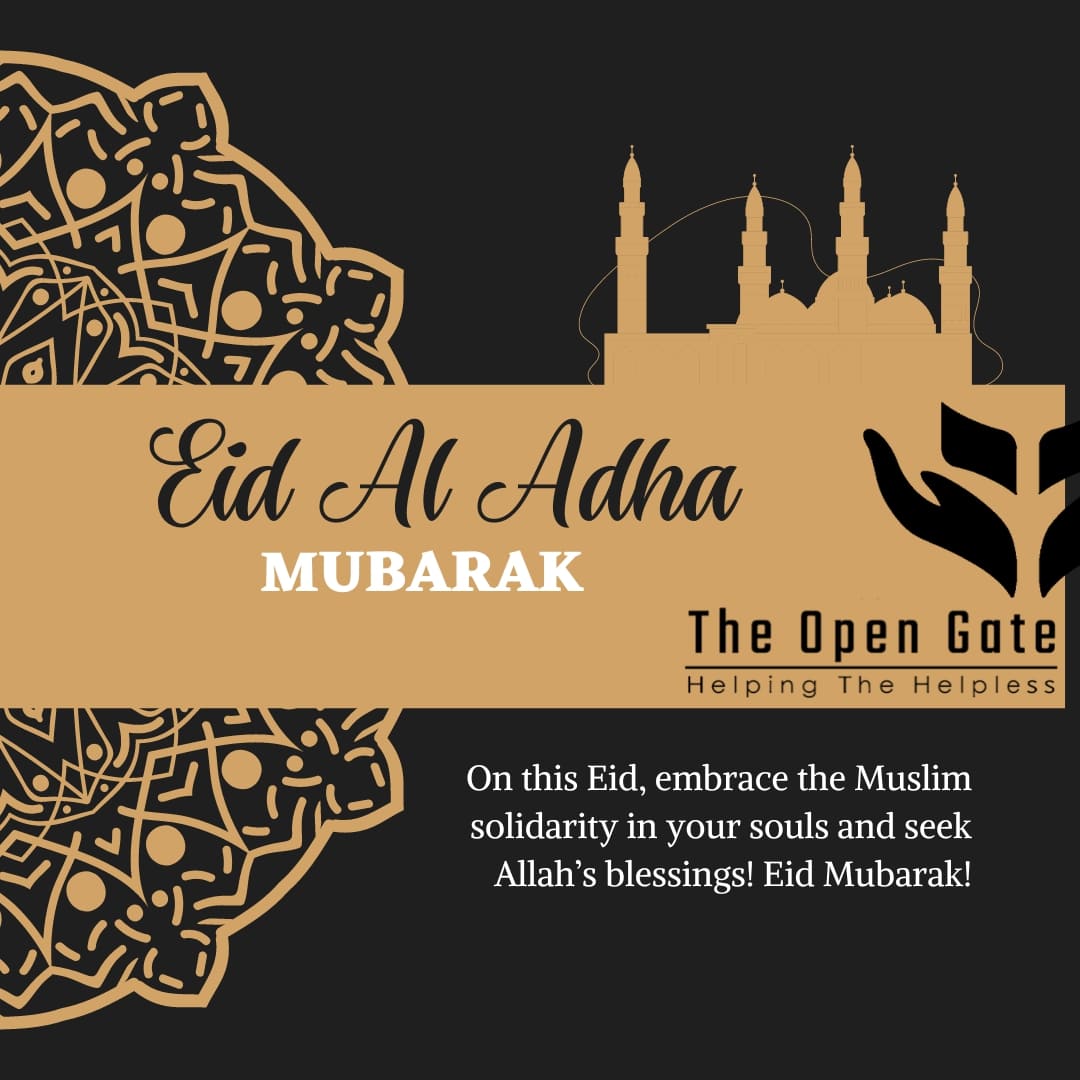 Eid Al Adha
MUBARAK
The Open Gate
Helping The Helpless
On this Eid, embrace the Muslim
solidarity in your souls and seek
Allah’s blessings! Eid Mubarak!